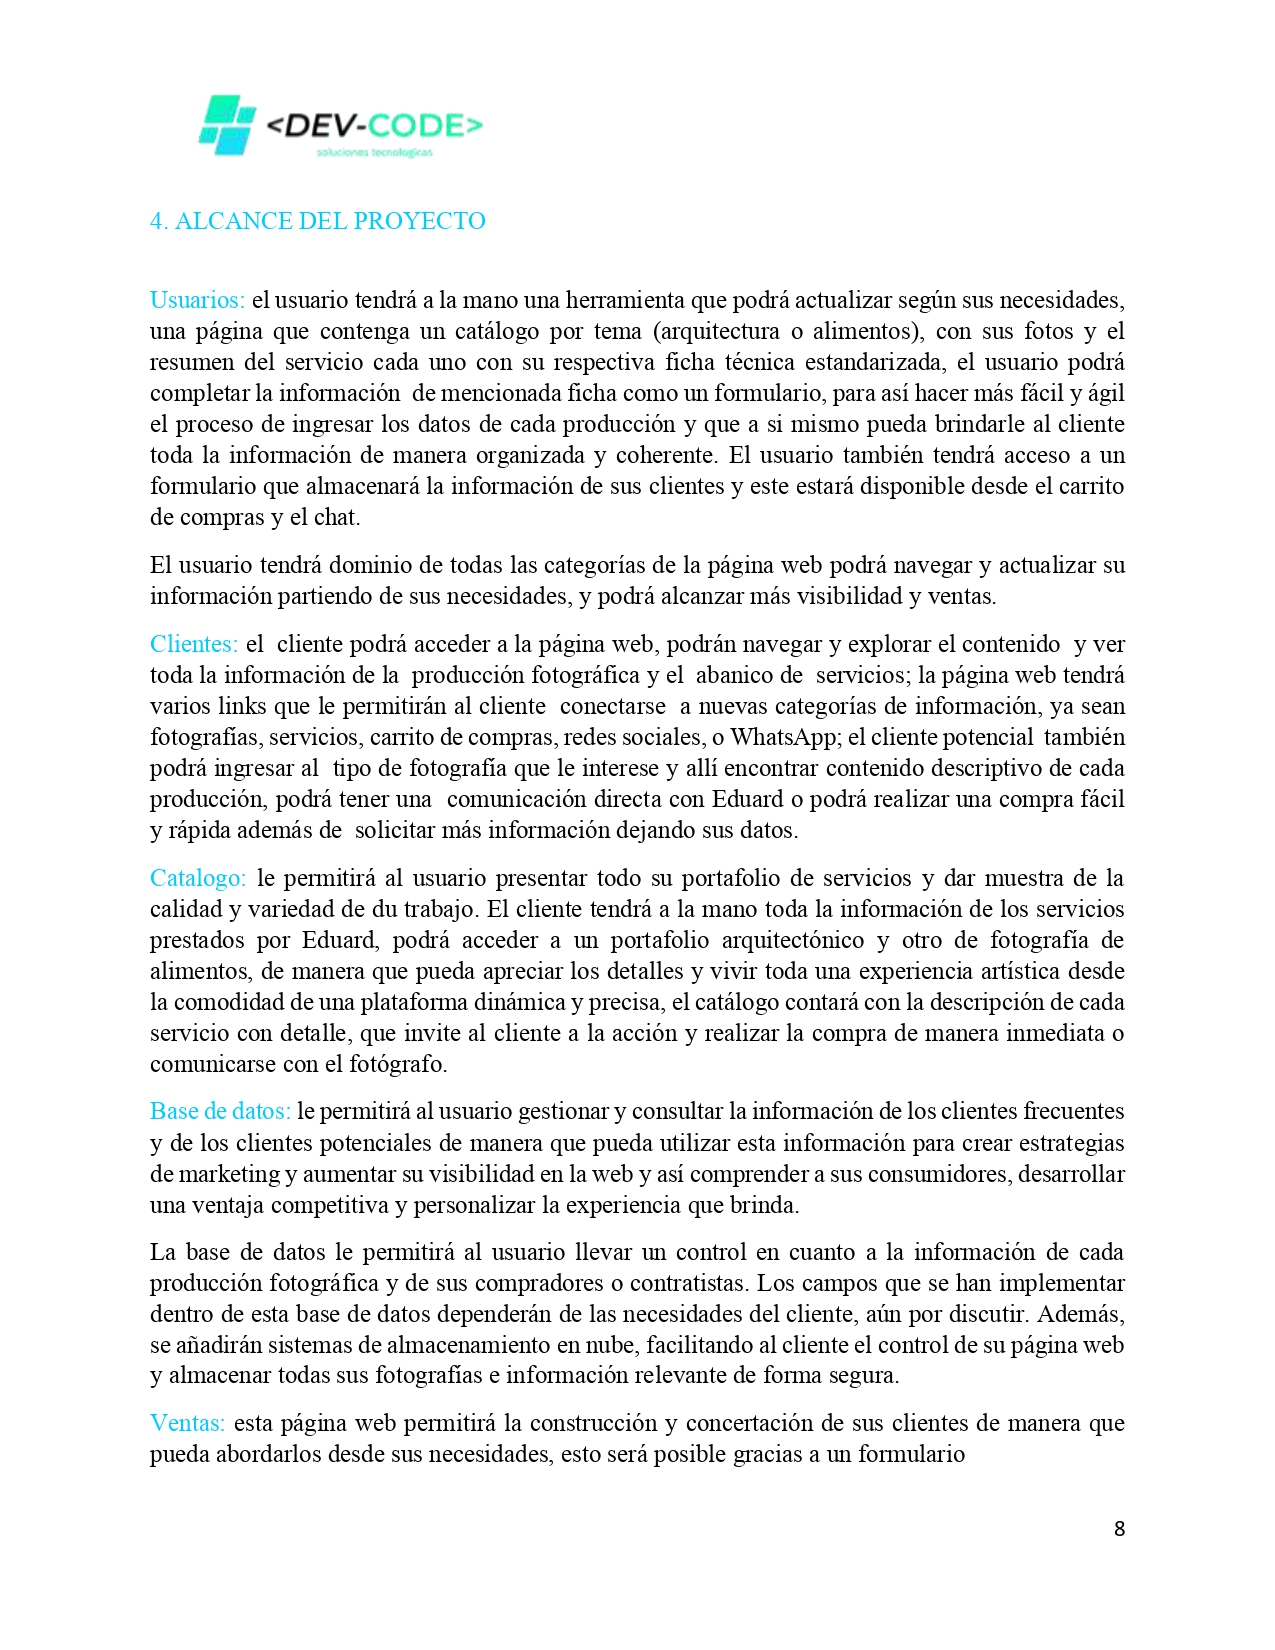 <DEV-CODE>
soluciones tecnologicas
4. ALCANCE DEL PROYECTO
Usuarios: el usuario tendrá a la mano una herramienta que podrá actualizar según sus necesidades,
una página que contenga un catálogo por tema (arquitectura o alimentos), con sus fotos y el
resumen del servicio cada uno con su respectiva ficha técnica estandarizada, el usuario podrá
completar la información de mencionada ficha como un formulario, para así hacer más fácil y ágil
el proceso de ingresar los datos de cada producción y que a si mismo pueda brindarle al cliente
toda la información de manera organizada y coherente. El usuario también tendrá acceso a un
formulario que almacenará la información de sus clientes y este estará disponible desde el carrito
de compras y el chat.
El usuario tendrá dominio de todas las categorías de la página web podrá navegar y actualizar su
información partiendo de sus necesidades, y podrá alcanzar más visibilidad y ventas.
Clientes: el cliente podrá acceder a la página web, podrán navegar y explorar el contenido y ver
toda la información de la producción fotográfica y el abanico de servicios; la página web tendrá
varios links que le permitirán al cliente conectarse a nuevas categorías de información, ya sean
fotografías, servicios, carrito de compras, redes sociales, o WhatsApp; el cliente potencial también
podrá ingresar al tipo de fotografía que le interese y allí encontrar contenido descriptivo de cada
producción, podrá tener una comunicación directa con Eduard o podrá realizar una compra fácil
y rápida además de solicitar más información dejando sus datos.
Catalogo: le permitirá al usuario presentar todo su portafolio de servicios y dar muestra de la
calidad y variedad de du trabajo. El cliente tendrá a la mano toda la información de los servicios
prestados por Eduard, podrá acceder a un portafolio arquitectónico y otro de fotografía de
alimentos, de manera que pueda apreciar los detalles y vivir toda una experiencia artística desde
la comodidad de una plataforma dinámica y precisa, el catálogo contará con la descripción de cada
servicio con detalle, que invite al cliente a la acción y realizar la compra de manera inmediata o
comunicarse con el fotógrafo.
Base de datos: le permitirá al usuario gestionar y consultar la información de los clientes frecuentes
y de los clientes potenciales de manera que pueda utilizar esta información para crear estrategias
de marketing y aumentar su visibilidad en la web y así comprender a sus consumidores, desarrollar
una ventaja competitiva y personalizar la experiencia que brinda.
La base de datos le permitirá al usuario llevar un control en cuanto a la información de cada
producción fotográfica y de sus compradores o contratistas. Los campos que se han implementar
dentro de esta base de datos dependerán de las necesidades del cliente, aún por discutir. Además,
se añadirán sistemas de almacenamiento en nube, facilitando al cliente el control de su página web
y almacenar todas sus fotografías e información relevante de forma segura.
Ventas: esta página web permitirá la construcción y concertación de sus clientes de manera que
pueda abordarlos desde sus necesidades, esto será posible gracias a un formulario
8